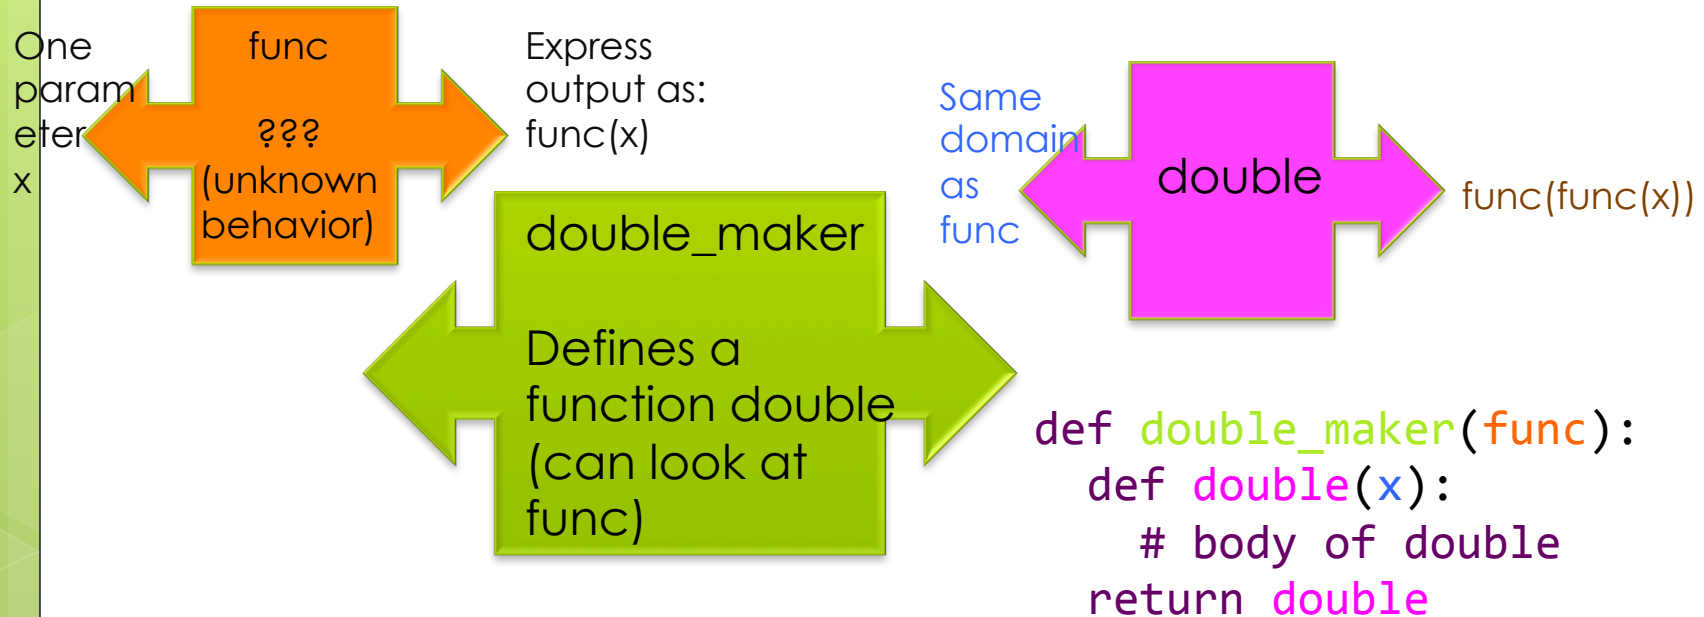 One
param
eter
x
func
???
(unknown
behavior)
Express
output as:
func(x)
double_maker
Defines a
function double
(can look at
func)
Same
domain
as
func
double
func(func(x))
def double_maker(func):
def double(x):
# body of double
return double